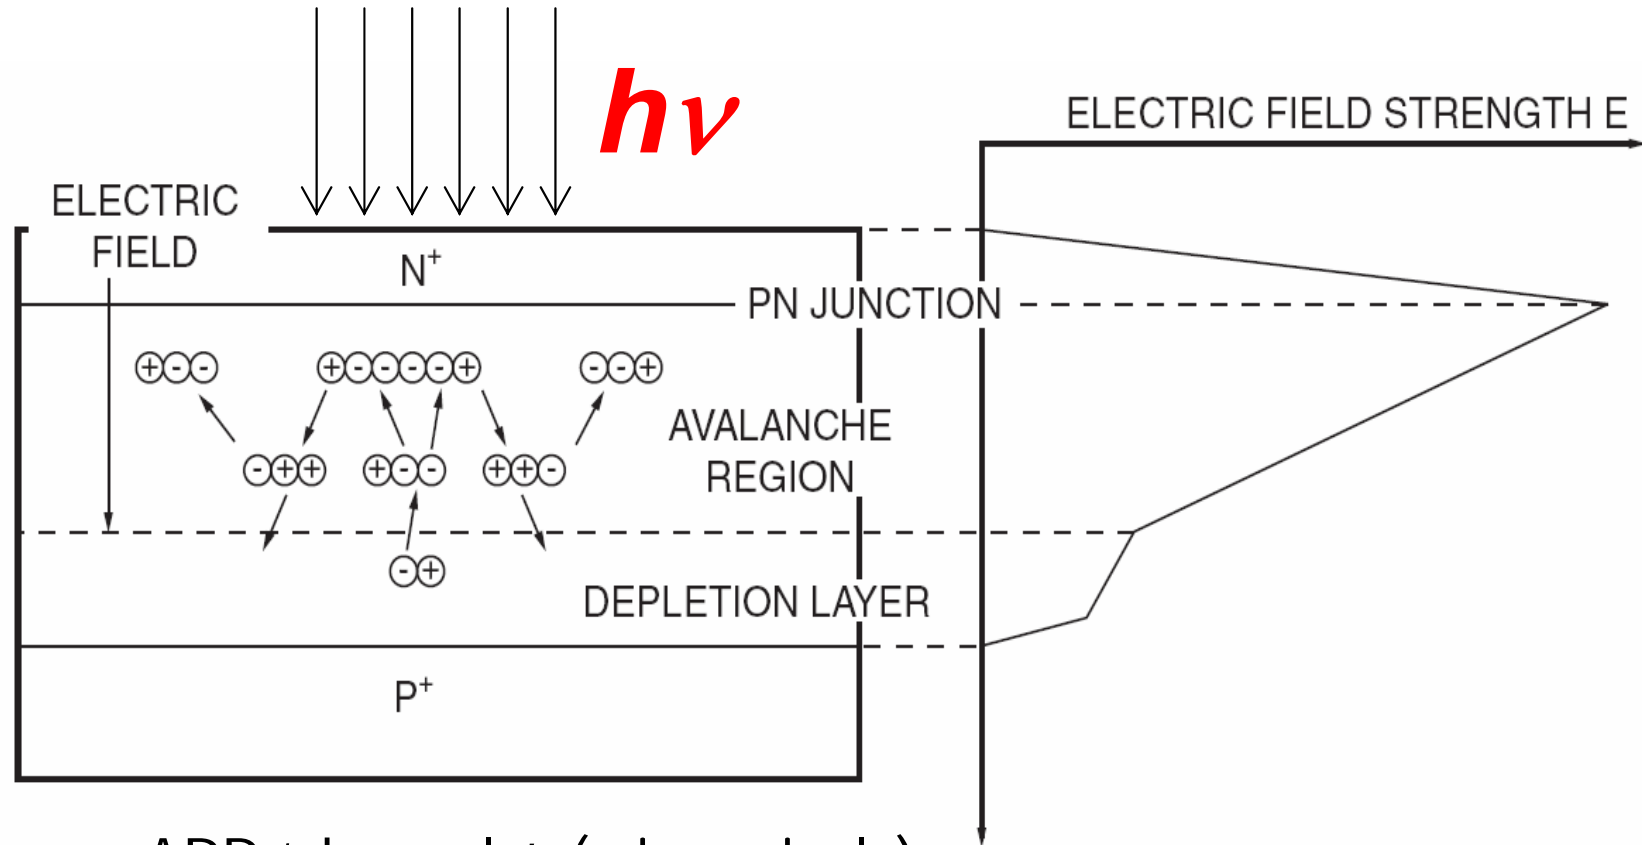 hν
ELECTRIC FIELD STRENGTH E
ELECTRIC
FIELD
N⁺
PN JUNCTION
+-- +----+ --+
AVALANCHE
REGION
-++ +-- ++-
-+
DEPLETION LAYER
P⁺